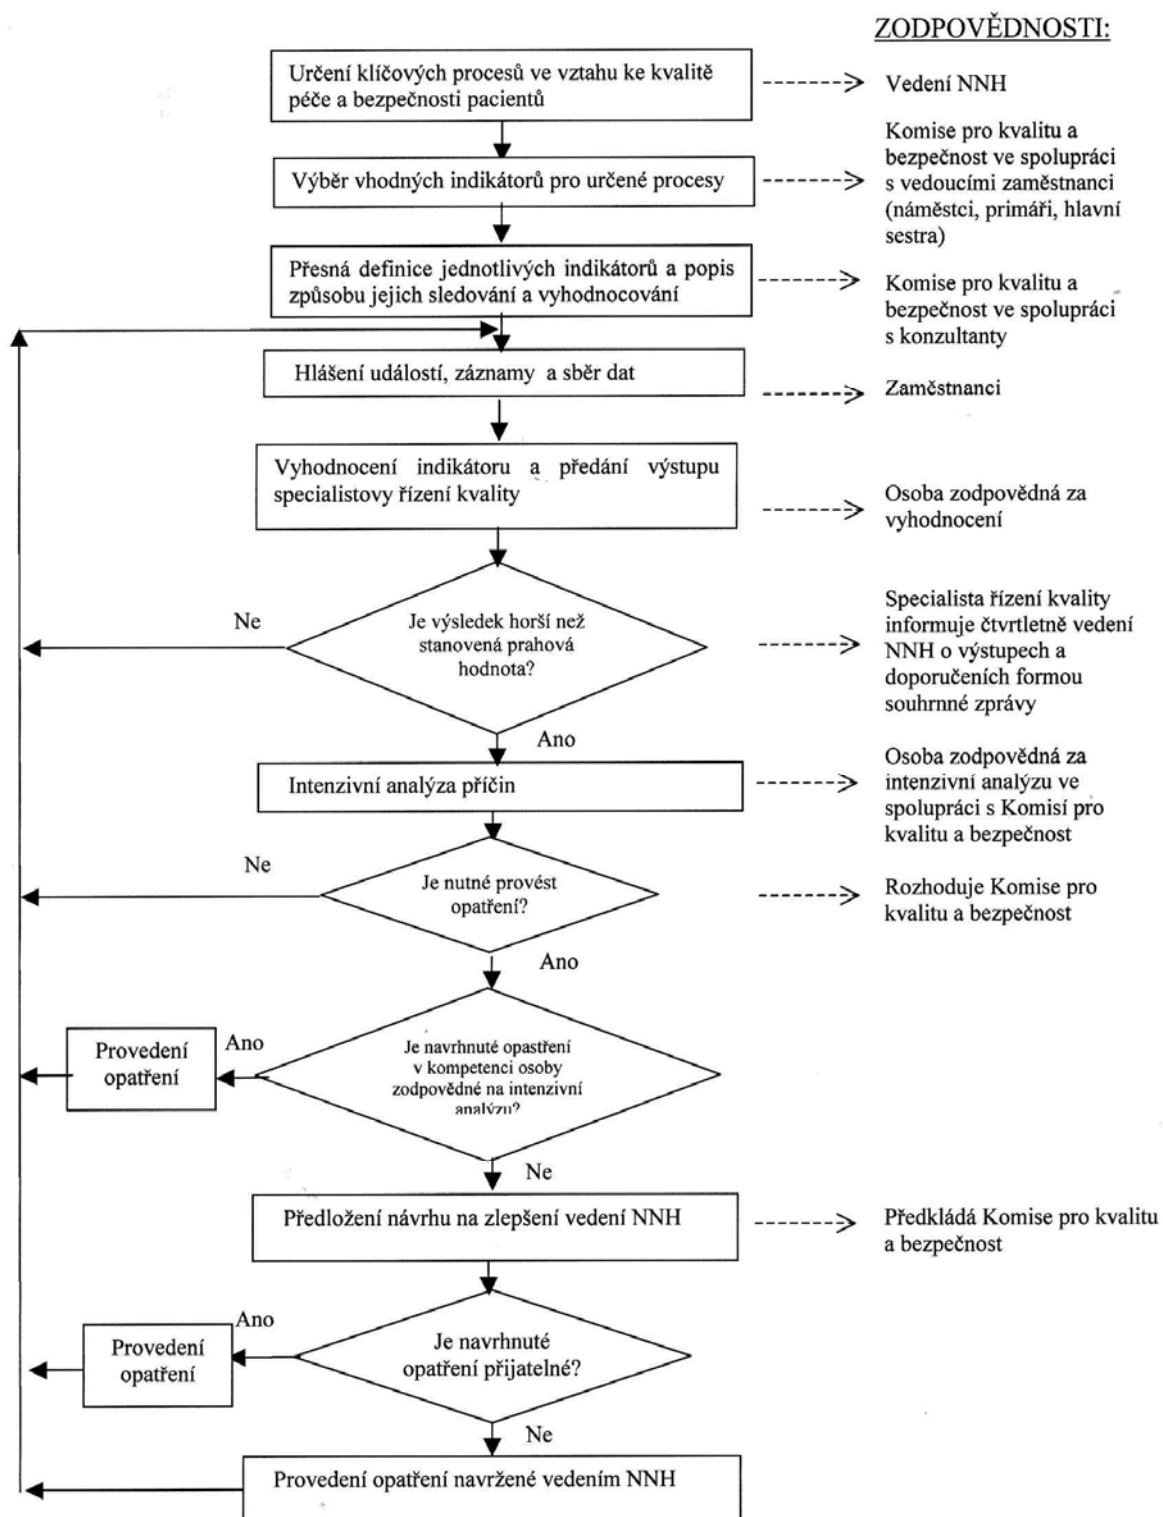 ZODPOVĚDNOSTI:
Určení klíčových procesů ve vztahu ke kvalitě
péče a bezpečnosti pacientů
Vedení NNH
Výběr vhodných indikátorů pro určené procesy
Komise pro kvalitu a
bezpečnost ve spolupráci
s vedoucími zaměstnanci
(náměstci, primáři, hlavní
sestra)
Přesná definice jednotlivých indikátorů a popis
způsobu jejich sledování a vyhodnocování
Komise pro kvalitu a
bezpečnost ve spolupráci
s konzultanty
Hlášení událostí, záznamy a sběr dat
Zaměstnanci
Vyhodnocení indikátoru a předání výstupu
specialistovy řízení kvality
Osoba zodpovědná za
vyhodnocení
Ne
Je výsledek horší než
stanovená prahová
hodnota?
Specialista řízení kvality
informuje čtvrtletně vedení
NNH o výstupech a
doporučeních formou
souhrnné zprávy
Ano
Intenzivní analýza příčin
Osoba zodpovědná za
intenzivní analýzu ve
spolupráci s Komisí pro
kvalitu a bezpečnost
Ne
Je nutné provést
opatření?
Rozhoduje Komise pro
kvalitu a bezpečnost
Ano
Provedení
opatření
Ano
Je navrhnuté opastření
v kompetenci osoby
zodpovědné na intenzivní
analýzu?
Ne
Předložení návrhu na zlepšení vedení NNH
Předkládá Komise pro kvalitu
a bezpečnost
Ano
Provedení
opatření
Je navrhnuté
opatření přijatelné?
Ne
Provedení opatření navržené vedením NNH